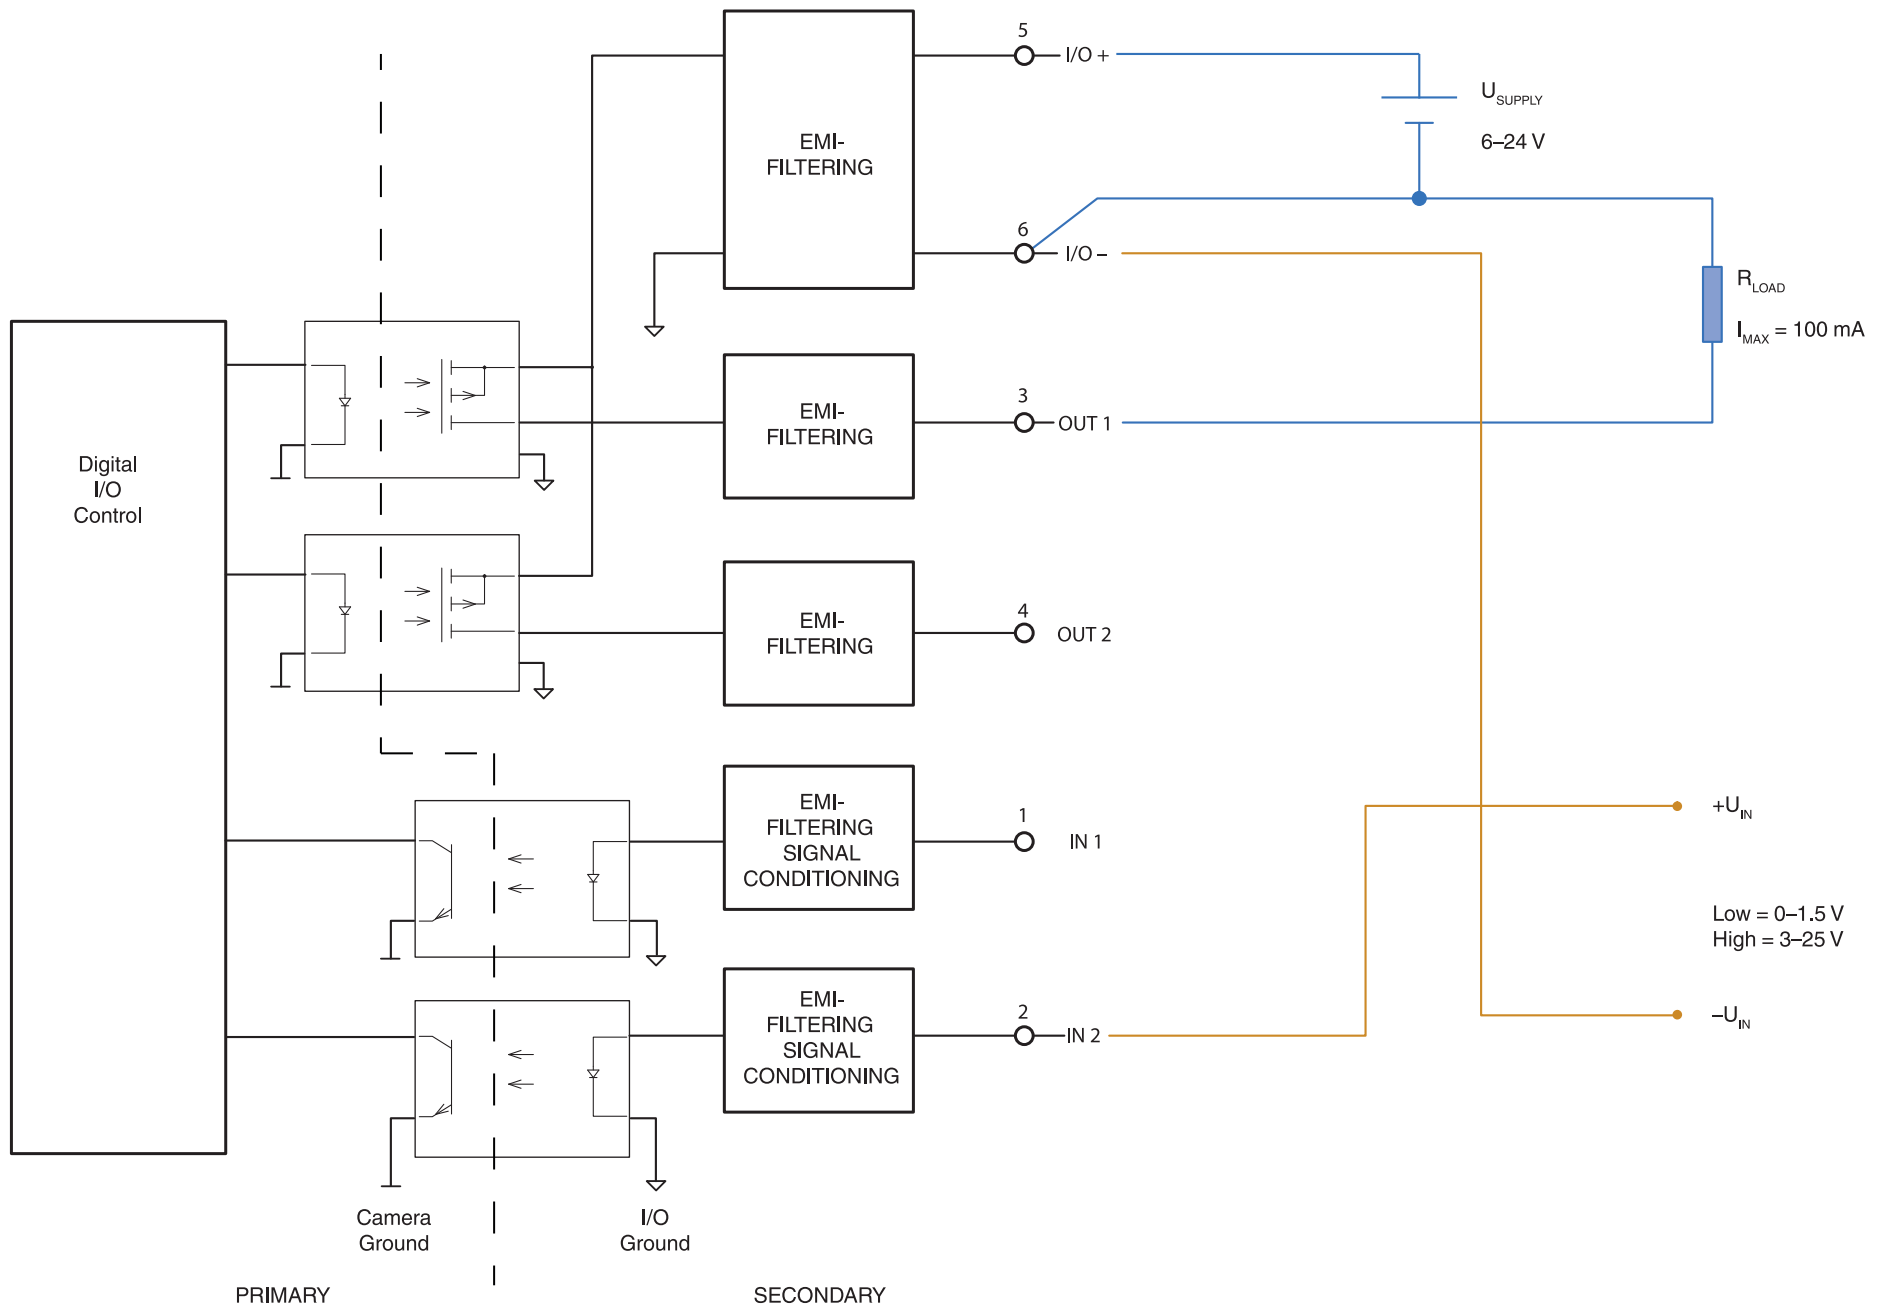 5
I/O +
U SUPPLY
6–24 V
EMI-
FILTERING
6
I/O –
R LOAD
I MAX = 100 mA
EMI-
FILTERING
3
OUT 1
Digital
I/O
Control
EMI-
FILTERING
4
OUT 2
EMI-
FILTERING
SIGNAL
CONDITIONING
1
IN 1
+U IN
Low = 0–1.5 V
High = 3–25 V
EMI-
FILTERING
SIGNAL
CONDITIONING
2
IN 2
–U IN
Camera
Ground
I/O
Ground
PRIMARY
SECONDARY